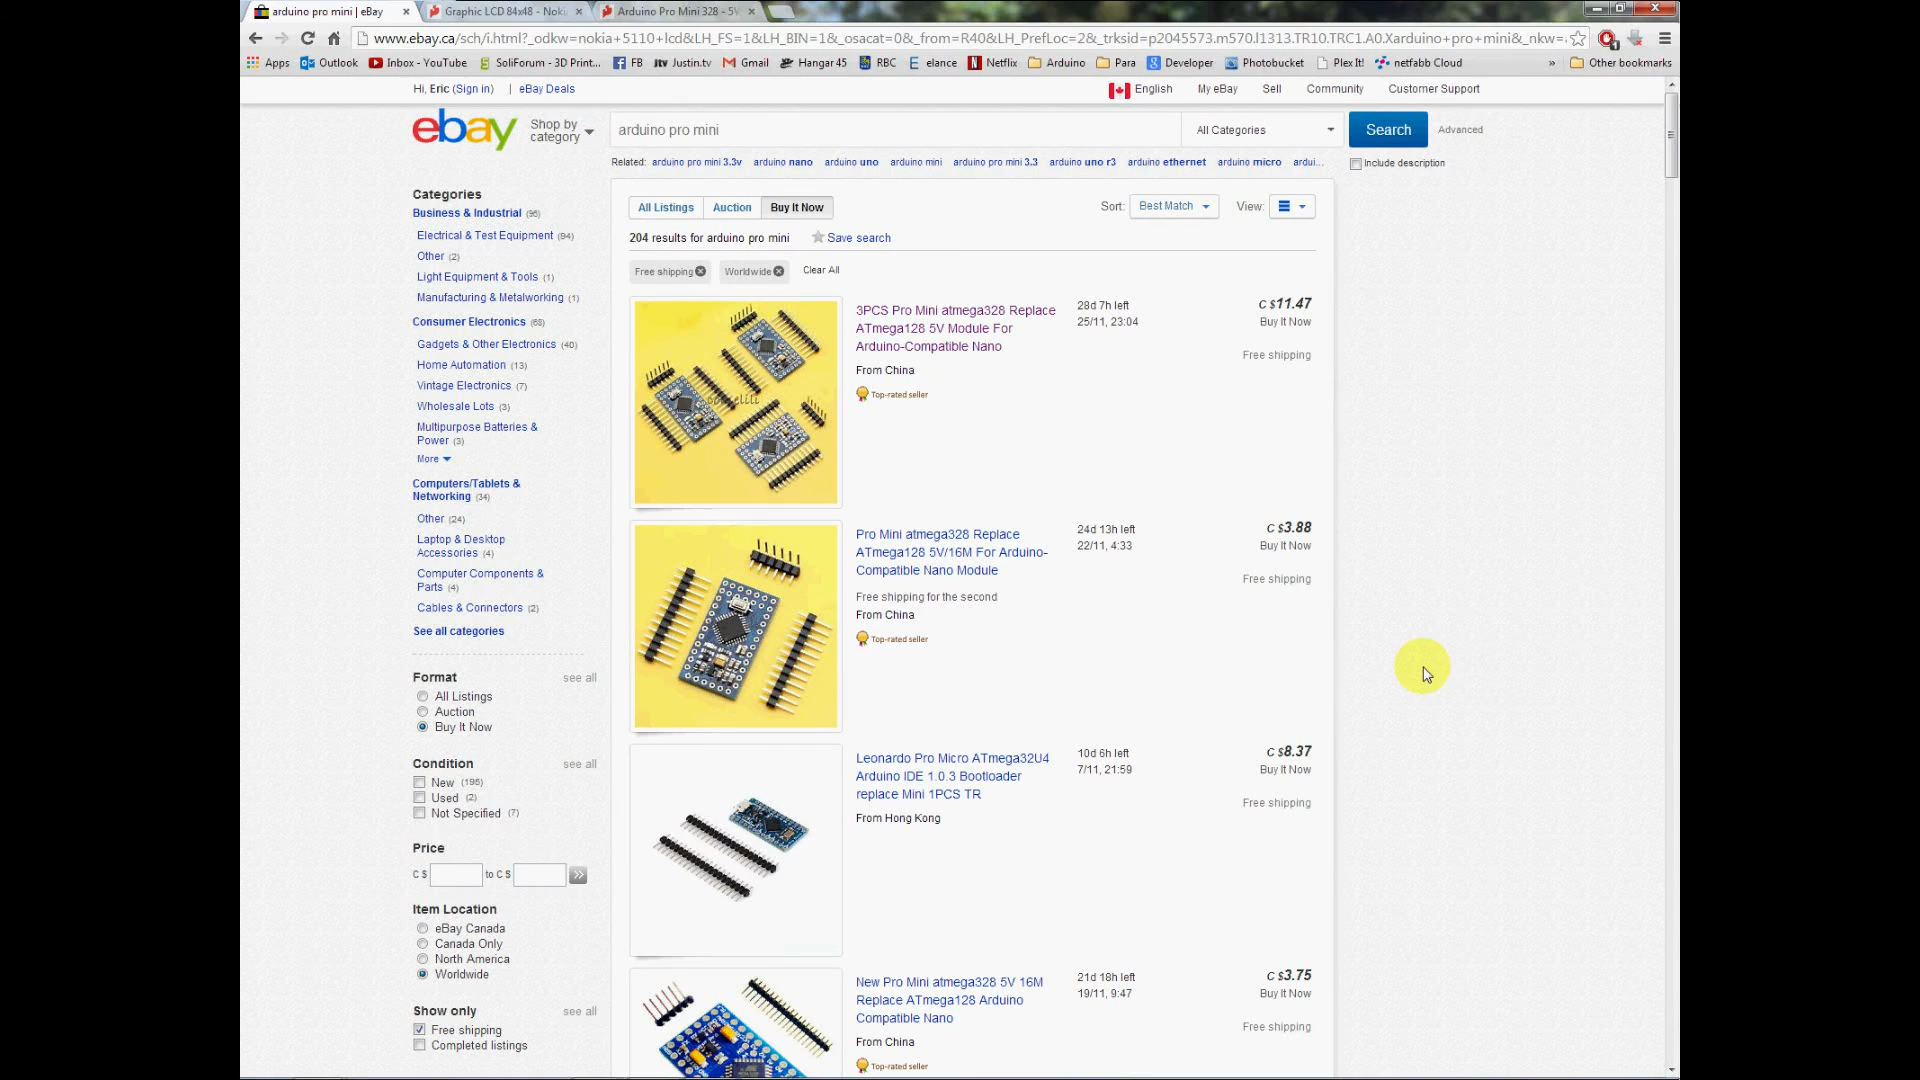 arduino pro mini | eBay
Graphic LCD 84x48 - Noki
Arduino Pro Mini 328 - 5V
www.ebay.ca/sch/i.html?_odkw=nokia+5110+lcd&LH_FS=1&LH_BIN=1&_osacat=0&_from=R40&LH_PrefLoc=2&_trksid=p2045573.m570.l1313.TR10.TRC1.A0.Xarduino+pro+mini&_nkw=
Apps Outlook Inbox - YouTube SoliForum - 3D Print... FB Justin.tv Gmail Hangar 45 RBC elance Netflix Arduino Para Developer Photobucket Plex It! netfabb Cloud » Other bookmarks
Hi, Eric (Sign in) | eBay Deals
English My eBay Sell Community Customer Support
ebay
Shop by category
arduino pro mini
All Categories
Search
Advanced
Related: arduino pro mini 3.3v arduino nano arduino uno arduino mini arduino pro mini 3.3 arduino uno r3 arduino ethernet arduino micro ardui...
Include description
Categories
Business & Industrial (96)
Electrical & Test Equipment (94)
Other (2)
Light Equipment & Tools (1)
Manufacturing & Metalworking (1)
Consumer Electronics (68)
Gadgets & Other Electronics (40)
Home Automation (13)
Vintage Electronics (7)
Wholesale Lots (3)
Multipurpose Batteries &
Power (3)
More
Computers/Tablets &
Networking (34)
Other (24)
Laptop & Desktop
Accessories (4)
Computer Components &
Parts (4)
Cables & Connectors (2)
See all categories
Format see all
All Listings
Auction
Buy It Now
Condition see all
New (195)
Used (2)
Not Specified (7)
Price
C $ to C $ >>
Item Location
eBay Canada
Canada Only
North America
Worldwide
Show only see all
Free shipping
Completed listings
All Listings Auction Buy It Now
Sort: Best Match View:
204 results for arduino pro mini Save search
Free shipping Worldwide Clear All
3PCS Pro Mini atmega328 Replace
ATmega128 5V Module For
Arduino-Compatible Nano
From China
Top-rated seller
28d 7h left
25/11, 23:04
C $11.47
Buy It Now
Free shipping
Pro Mini atmega328 Replace
ATmega128 5V/16M For Arduino-
Compatible Nano Module
Free shipping for the second
From China
Top-rated seller
24d 13h left
22/11, 4:33
C $3.88
Buy It Now
Free shipping
Leonardo Pro Micro ATmega32U4
Arduino IDE 1.0.3 Bootloader
replace Mini 1PCS TR
From Hong Kong
10d 6h left
7/11, 21:59
C $8.37
Buy It Now
Free shipping
New Pro Mini atmega328 5V 16M
Replace ATmega128 Arduino
Compatible Nano
From China
Top-rated seller
21d 18h left
19/11, 9:47
C $3.75
Buy It Now
Free shipping